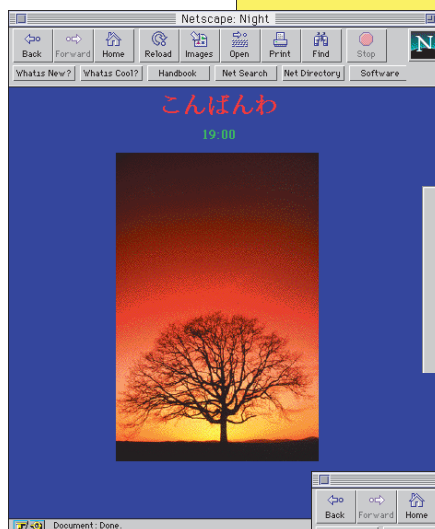 Netscape: Night
Back Forward Home Reload Images Open Print Find Stop N
What's New? What's Cool? Handbook Net Search Net Directory Software
こんばんわ
19:00
Document: Done.
Back Forward Home